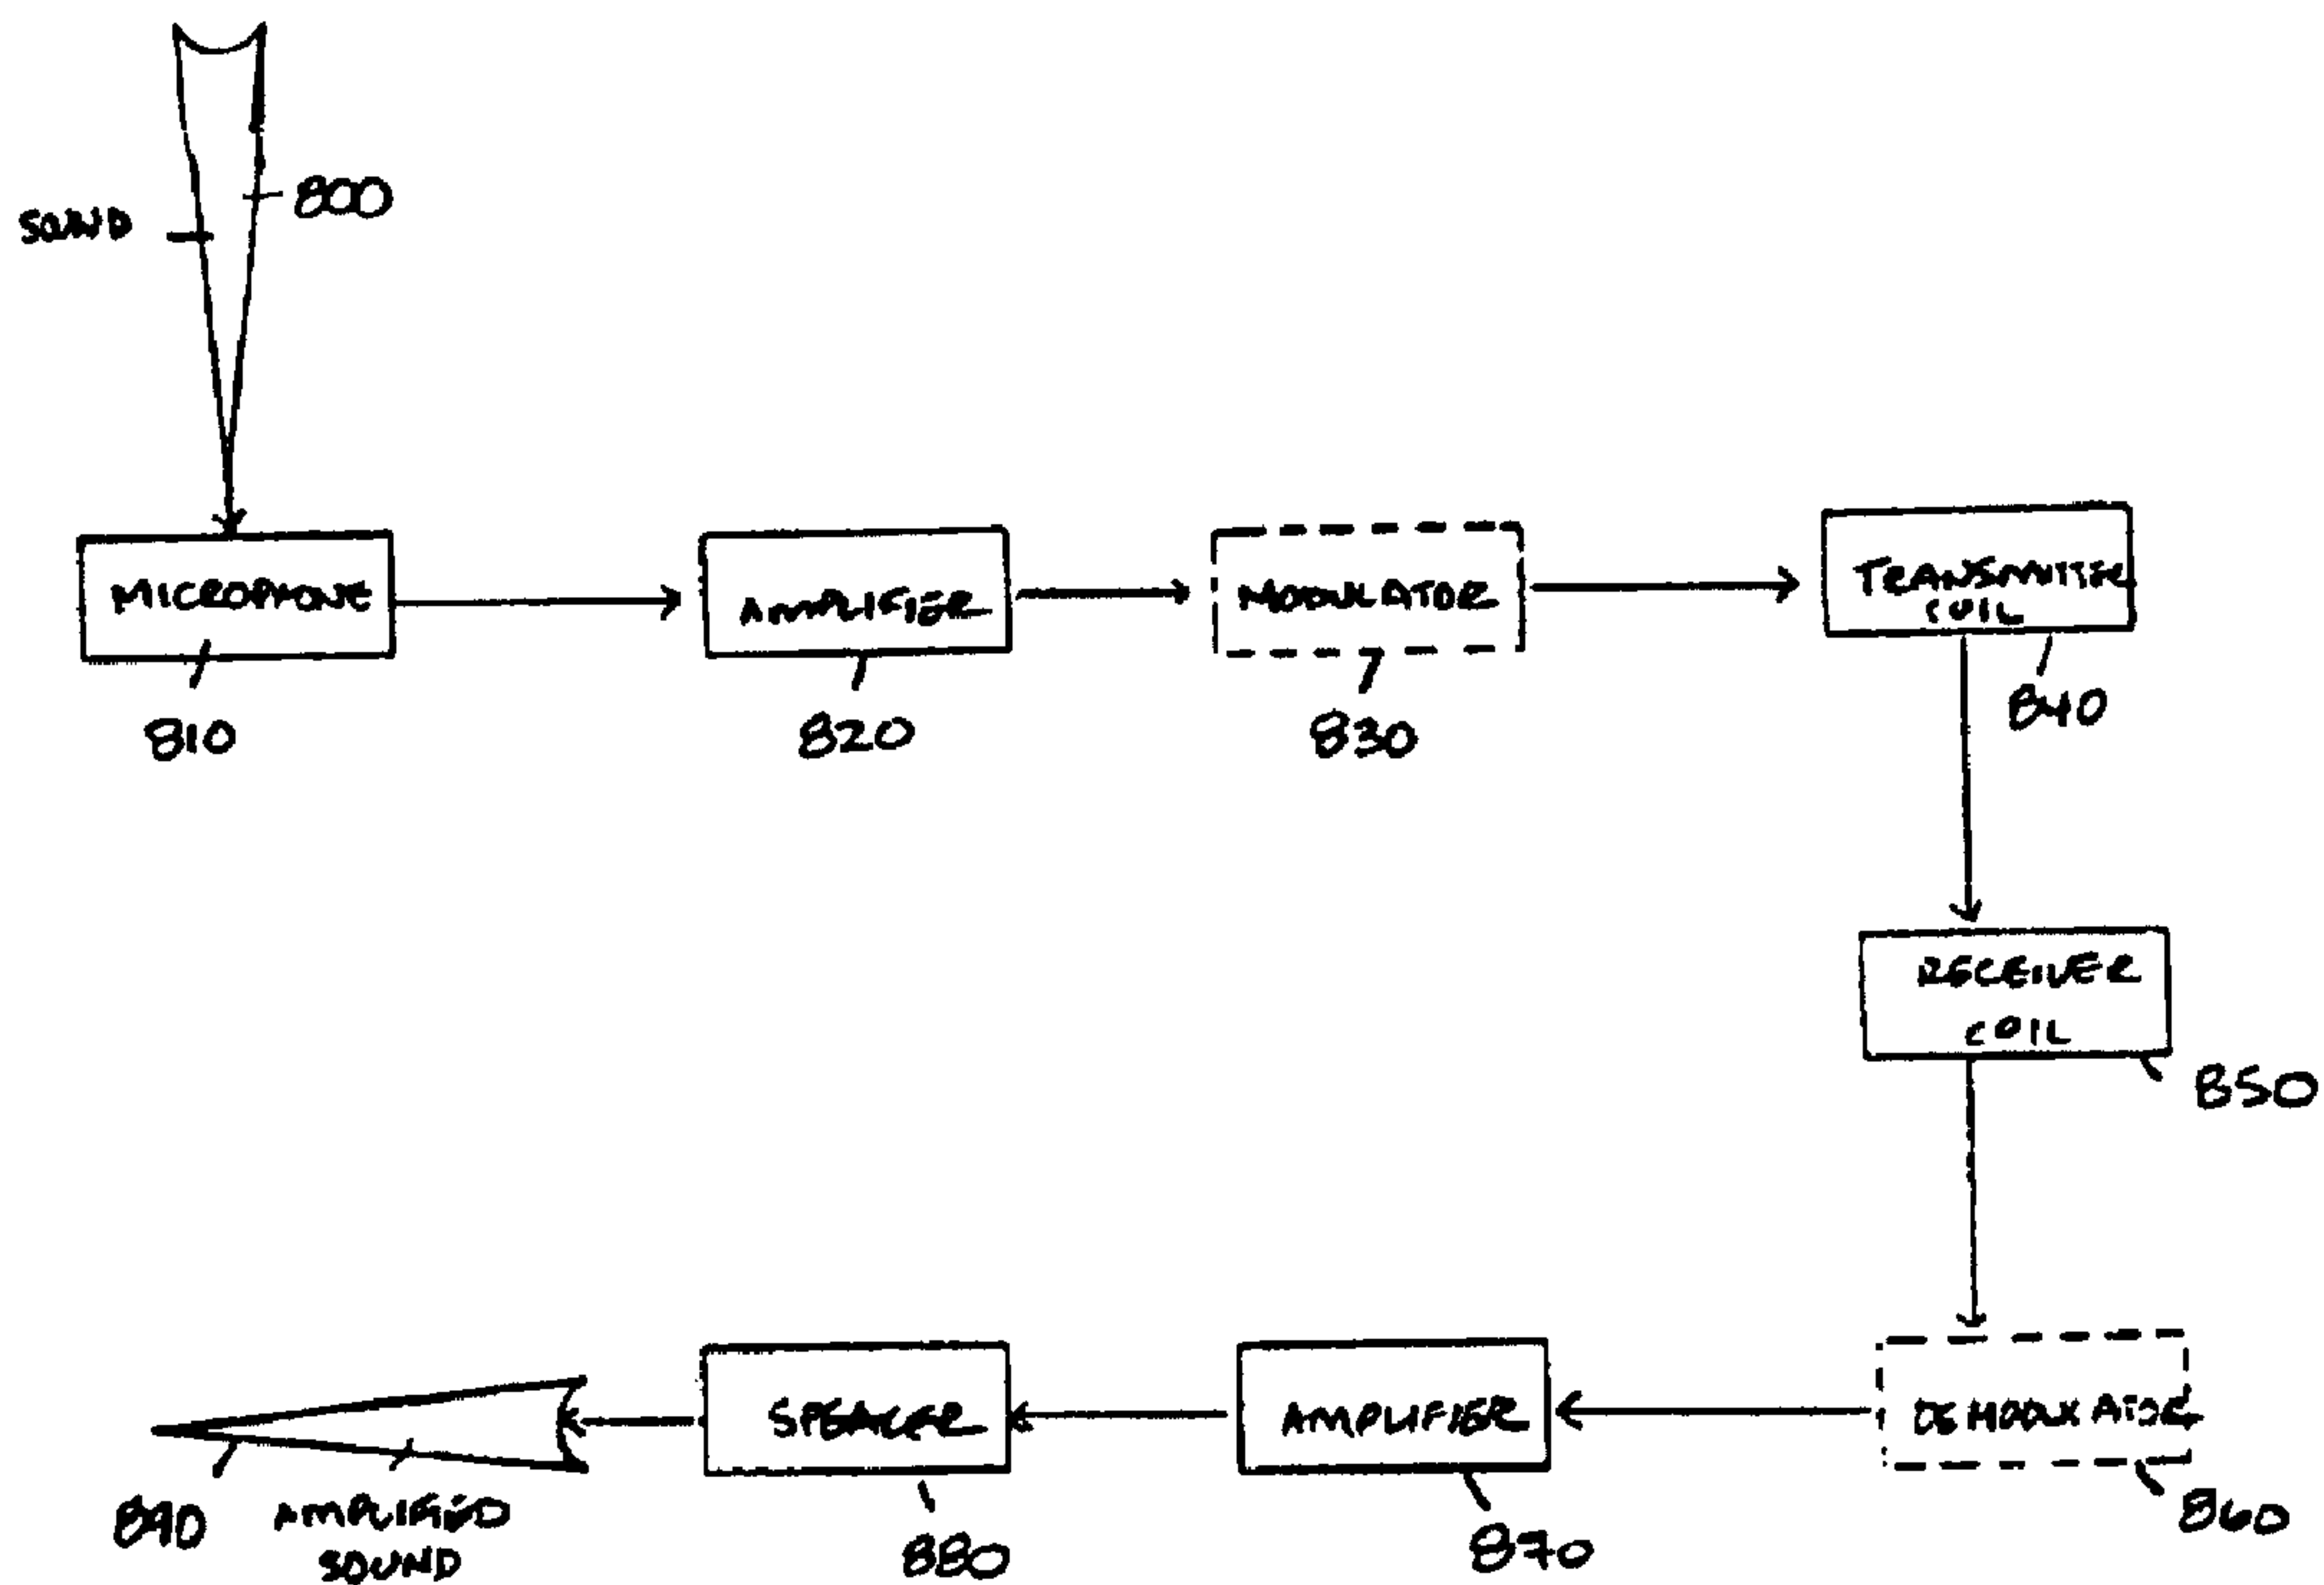 SOUND
800
MICROPHONE
810
AMPLIFIER
820
MODULATOR
830
TRANSMITTER
COIL
840
RECEIVER
COIL
850
DEMODULATOR
860
AMPLIFIER
870
SPEAKER
880
890
AMPLIFIED
SOUND